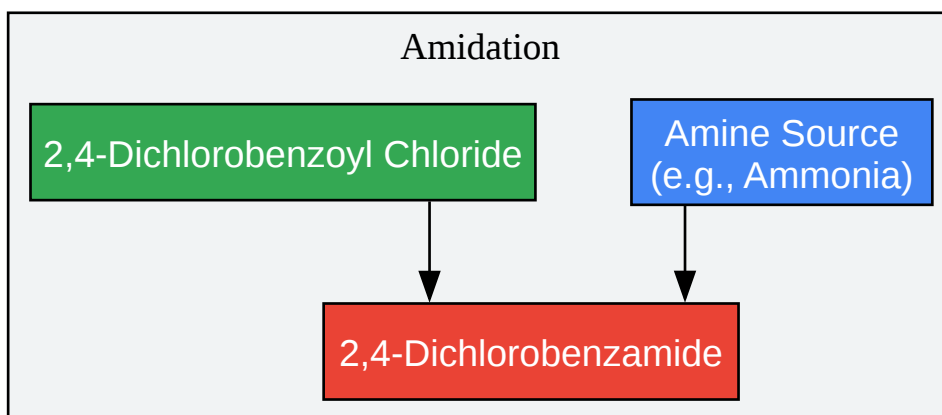 Amidation
2,4-Dichlorobenzoyl Chloride
Amine Source
(e.g., Ammonia)
2,4-Dichlorobenzamide